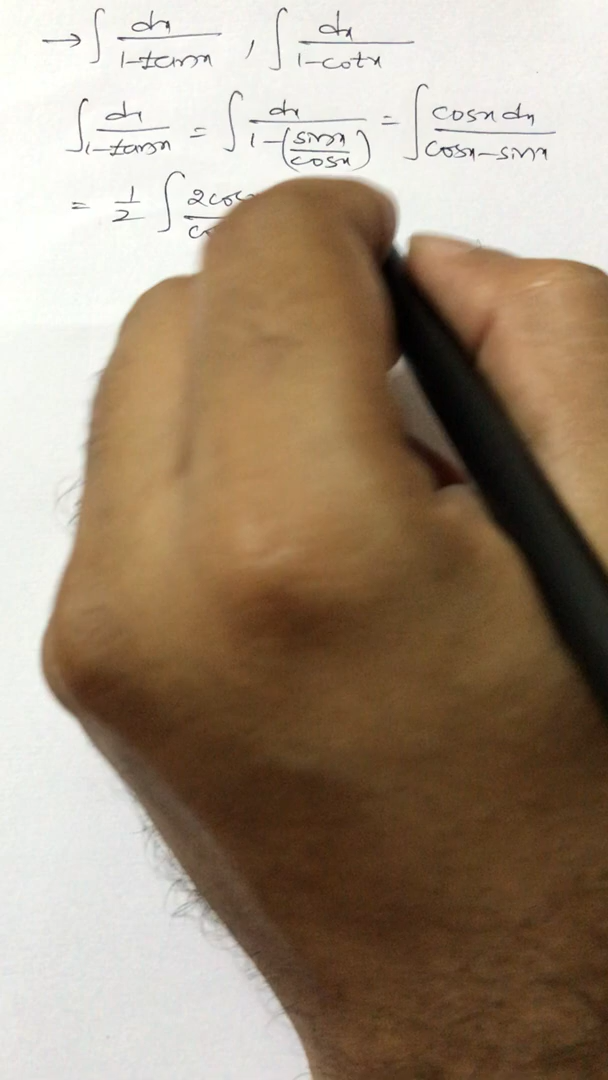 → ∫ dx/(1-tanx) , ∫ dx/(1-cotx)
∫ dx/(1-tanx) = ∫ dx/(1-(sinx/cosx)) = ∫ cosx dx/(cosx-sinx)
= 1/2 ∫